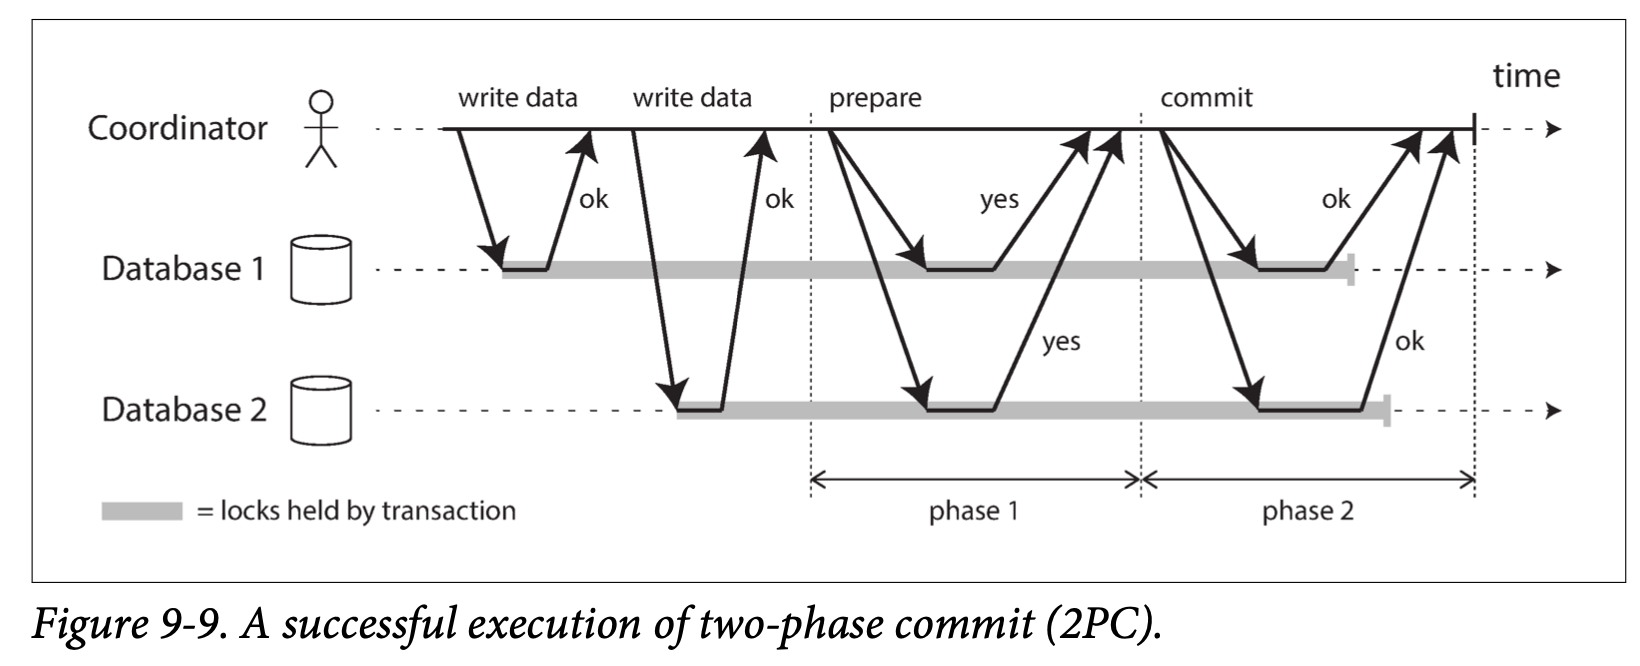 time
write data write data prepare commit
Coordinator
ok ok yes ok
Database 1
yes ok
Database 2
phase 1 phase 2
= locks held by transaction
Figure 9-9. A successful execution of two-phase commit (2PC).